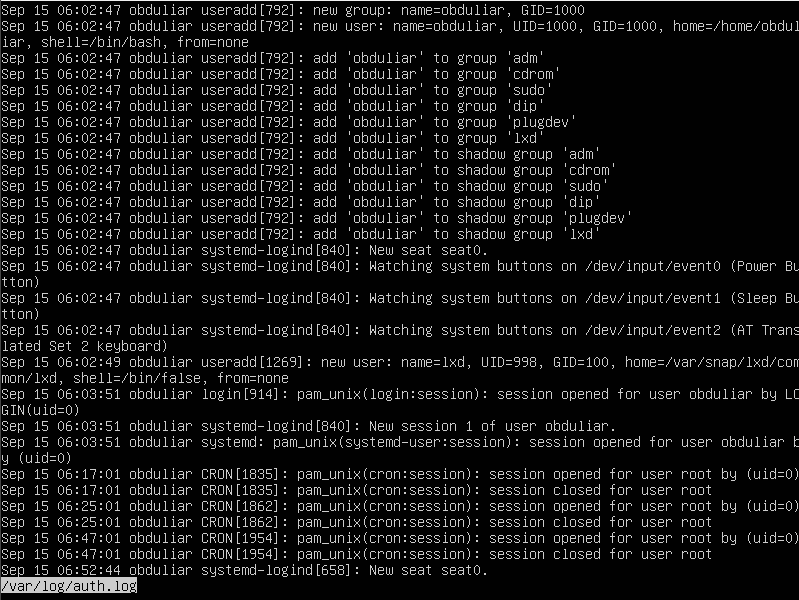 Sep 15 06:02:47 obduliar useradd[792]: new group: name=obduliar, GID=1000
Sep 15 06:02:47 obduliar useradd[792]: new user: name=obduliar, UID=1000, GID=1000, home=/home/obdul
iar, shell=/bin/bash, from=none
Sep 15 06:02:47 obduliar useradd[792]: add 'obduliar' to group 'adm'
Sep 15 06:02:47 obduliar useradd[792]: add 'obduliar' to group 'cdrom'
Sep 15 06:02:47 obduliar useradd[792]: add 'obduliar' to group 'sudo'
Sep 15 06:02:47 obduliar useradd[792]: add 'obduliar' to group 'dip'
Sep 15 06:02:47 obduliar useradd[792]: add 'obduliar' to group 'plugdev'
Sep 15 06:02:47 obduliar useradd[792]: add 'obduliar' to group 'lxd'
Sep 15 06:02:47 obduliar useradd[792]: add 'obduliar' to shadow group 'adm'
Sep 15 06:02:47 obduliar useradd[792]: add 'obduliar' to shadow group 'cdrom'
Sep 15 06:02:47 obduliar useradd[792]: add 'obduliar' to shadow group 'sudo'
Sep 15 06:02:47 obduliar useradd[792]: add 'obduliar' to shadow group 'dip'
Sep 15 06:02:47 obduliar useradd[792]: add 'obduliar' to shadow group 'plugdev'
Sep 15 06:02:47 obduliar useradd[792]: add 'obduliar' to shadow group 'lxd'
Sep 15 06:02:47 obduliar systemd-logind[840]: New seat seat0.
Sep 15 06:02:47 obduliar systemd-logind[840]: Watching system buttons on /dev/input/event0 (Power Bu
tton)
Sep 15 06:02:47 obduliar systemd-logind[840]: Watching system buttons on /dev/input/event1 (Sleep Bu
tton)
Sep 15 06:02:47 obduliar systemd-logind[840]: Watching system buttons on /dev/input/event2 (AT Trans
lated Set 2 keyboard)
Sep 15 06:02:49 obduliar useradd[1269]: new user: name=lxd, UID=998, GID=100, home=/var/snap/lxd/com
mon/lxd, shell=/bin/false, from=none
Sep 15 06:03:51 obduliar login[914]: pam_unix(login:session): session opened for user obduliar by LO
GIN(uid=0)
Sep 15 06:03:51 obduliar systemd-logind[840]: New session 1 of user obduliar.
Sep 15 06:03:51 obduliar systemd: pam_unix(systemd-user:session): session opened for user obduliar b
y (uid=0)
Sep 15 06:17:01 obduliar CRON[1835]: pam_unix(cron:session): session opened for user root by (uid=0)
Sep 15 06:17:01 obduliar CRON[1835]: pam_unix(cron:session): session closed for user root
Sep 15 06:25:01 obduliar CRON[1862]: pam_unix(cron:session): session opened for user root by (uid=0)
Sep 15 06:25:01 obduliar CRON[1862]: pam_unix(cron:session): session closed for user root
Sep 15 06:47:01 obduliar CRON[1954]: pam_unix(cron:session): session opened for user root by (uid=0)
Sep 15 06:47:01 obduliar CRON[1954]: pam_unix(cron:session): session closed for user root
Sep 15 06:52:44 obduliar systemd-logind[658]: New seat seat0.
/var/log/auth.log